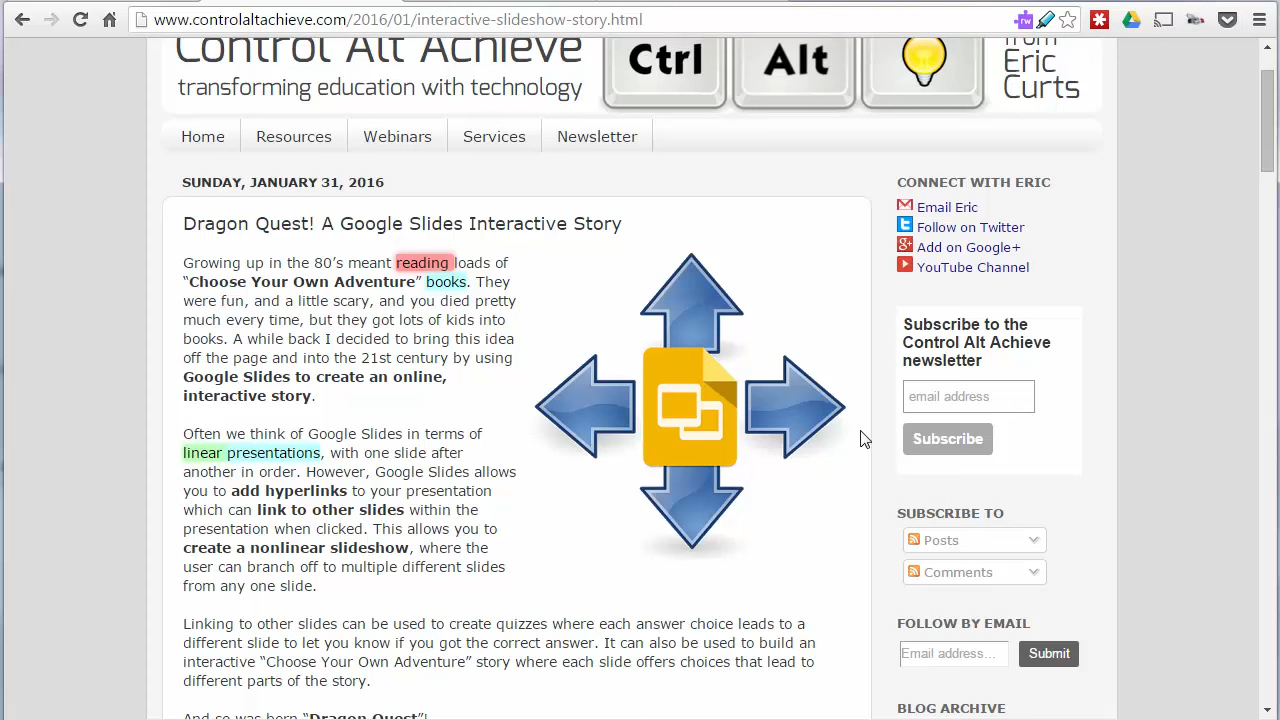 www.controlaltachieve.com/2016/01/interactive-slideshow-story.html
rw
Control Alt Achieve
transforming education with technology
Ctrl
Alt
from
Eric
Curts
Home
Resources
Webinars
Services
Newsletter
SUNDAY, JANUARY 31, 2016
Dragon Quest! A Google Slides Interactive Story
Growing up in the 80’s meant reading loads of
“Choose Your Own Adventure” books. They
were fun, and a little scary, and you died pretty
much every time, but they got lots of kids into
books. A while back I decided to bring this idea
off the page and into the 21st century by using
Google Slides to create an online,
interactive story.
Often we think of Google Slides in terms of
linear presentations, with one slide after
another in order. However, Google Slides allows
you to add hyperlinks to your presentation
which can link to other slides within the
presentation when clicked. This allows you to
create a nonlinear slideshow, where the
user can branch off to multiple different slides
from any one slide.
Linking to other slides can be used to create quizzes where each answer choice leads to a
different slide to let you know if you got the correct answer. It can also be used to build an
interactive “Choose Your Own Adventure” story where each slide offers choices that lead to
different parts of the story.
And so was born “Dragon Quest”!
CONNECT WITH ERIC
Email Eric
Follow on Twitter
Add on Google+
YouTube Channel
Subscribe to the
Control Alt Achieve
newsletter
email address
Subscribe
SUBSCRIBE TO
Posts
Comments
FOLLOW BY EMAIL
Email address...
Submit
BLOG ARCHIVE